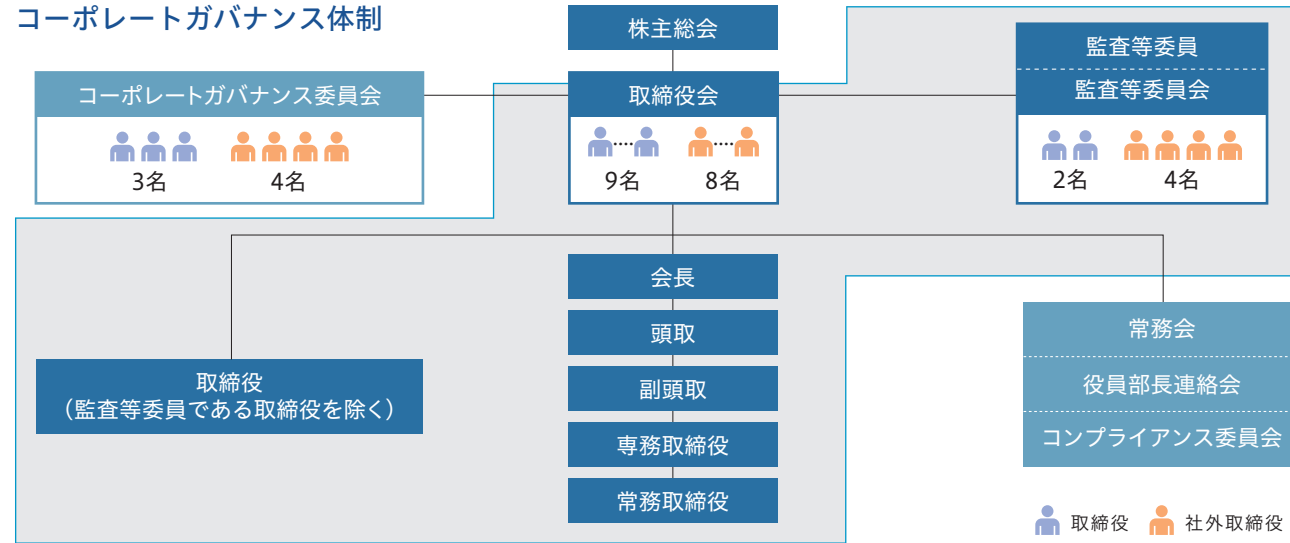 コーポレートガバナンス体制
株主総会
コーポレートガバナンス委員会
3名 4名
取締役会
9名 8名
監査等委員
監査等委員会
2名 4名
会長
頭取
副頭取
専務取締役
常務取締役
取締役
(監査等委員である取締役を除く)
常務会
役員部長連絡会
コンプライアンス委員会
取締役 社外取締役